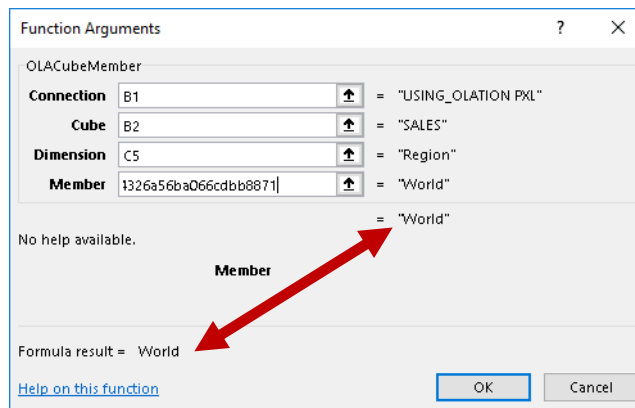 Function Arguments ? ×
OLACubeMember
Connection B1 = "USING_OLATION PXL"
Cube B2 = "SALES"
Dimension C5 = "Region"
Member 4326a56ba066cdbb8871 = "World"
= "World"
No help available.
Member
Formula result = World
Help on this function OK Cancel